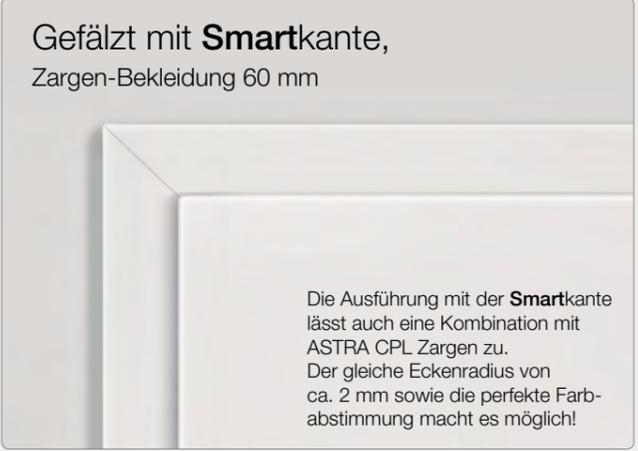 Gefälzt mit Smartkante,
Zargen-Bekleidung 60 mm
Die Ausführung mit der Smartkante
lässt auch eine Kombination mit
ASTRA CPL Zargen zu.
Der gleiche Eckenradius von
ca. 2 mm sowie die perfekte Farb-
abstimmung macht es möglich!